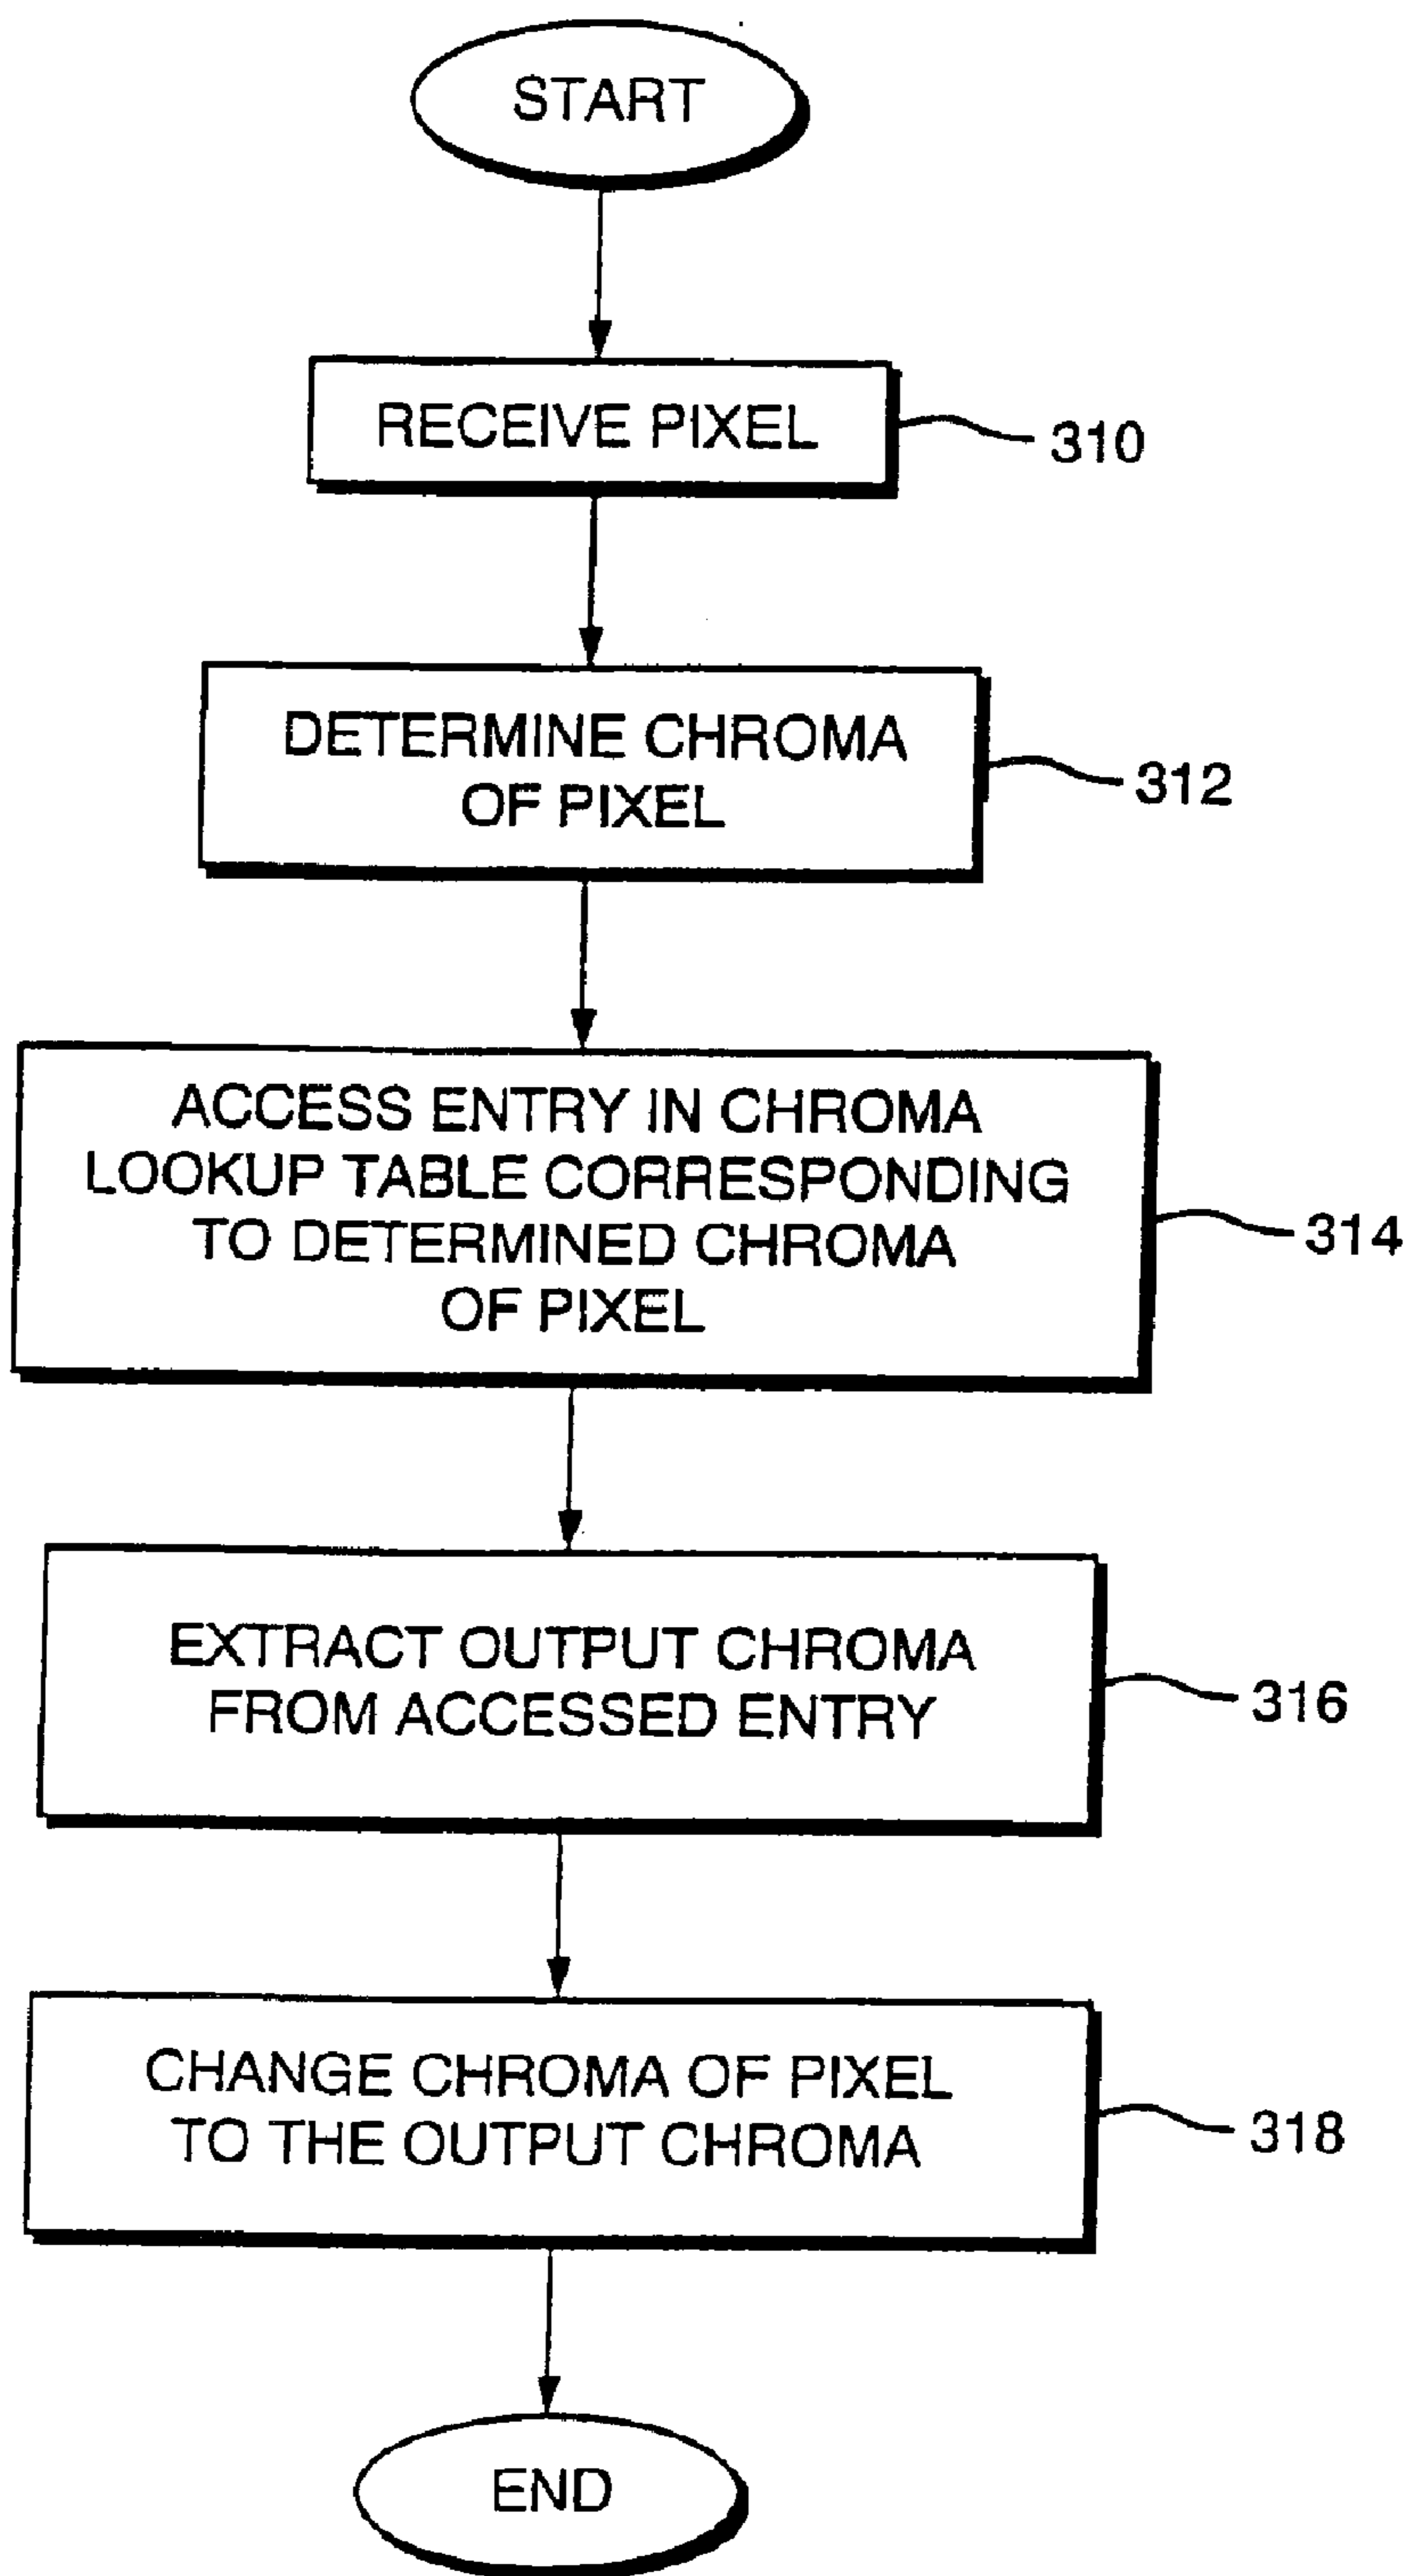 START
RECEIVE PIXEL
310
DETERMINE CHROMA
OF PIXEL
312
ACCESS ENTRY IN CHROMA
LOOKUP TABLE CORRESPONDING
TO DETERMINED CHROMA
OF PIXEL
314
EXTRACT OUTPUT CHROMA
FROM ACCESSED ENTRY
316
CHANGE CHROMA OF PIXEL
TO THE OUTPUT CHROMA
318
END